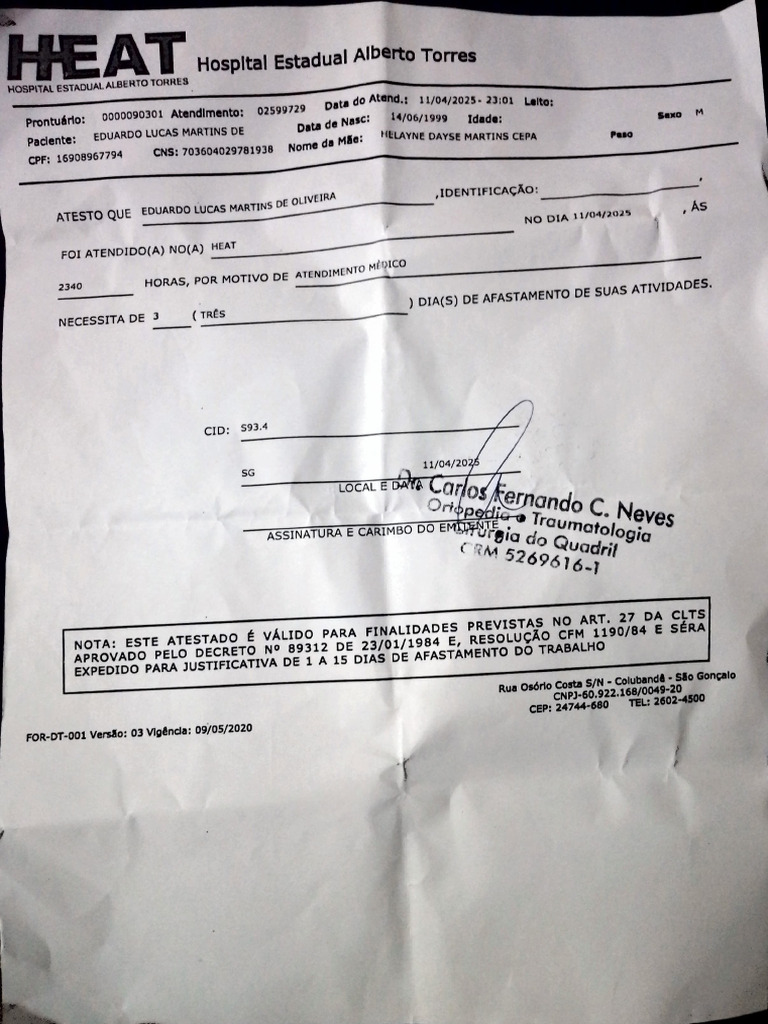 HEAT Hospital Estadual Alberto Torres
HOSPITAL ESTADUAL ALBERTO TORRES
Prontuário: 0000090301 Atendimento: 02599729 Data do Atend.: 11/04/2025- 23:01 Leito:
Paciente: EDUARDO LUCAS MARTINS DE Data de Nasc: 14/06/1999 Idade: Sexo M
CPF: 16908967794 CNS: 703604029781938 Nome da Mãe: HELAYNE DAYSE MARTINS CEPA Peso
ATESTO QUE EDUARDO LUCAS MARTINS DE OLIVEIRA ,IDENTIFICAÇÃO: ,
FOI ATENDIDO(A) NO(A) HEAT NO DIA 11/04/2025 , ÁS
2340 HORAS, POR MOTIVO DE ATENDIMENTO MÉDICO
NECESSITA DE 3 ( TRÊS ) DIA(S) DE AFASTAMENTO DE SUAS ATIVIDADES.
CID: S93.4
SG 11/04/2025
LOCAL E DATA
Dr. Carlos Fernando C. Neves
Ortopedia e Traumatologia
Cirurgia do Quadril
CRM 5269616-1
ASSINATURA E CARIMBO DO EMITENTE
NOTA: ESTE ATESTADO É VÁLIDO PARA FINALIDADES PREVISTAS NO ART. 27 DA CLTS
APROVADO PELO DECRETO Nº 89312 DE 23/01/1984 E, RESOLUÇÃO CFM 1190/84 E SÉRA
EXPEDIDO PARA JUSTIFICATIVA DE 1 A 15 DIAS DE AFASTAMENTO DO TRABALHO
Rua Osório Costa S/N - Colubandê - São Gonçalo
CNPJ-60.922.168/0049-20
CEP: 24744-680 TEL: 2602-4500
FOR-DT-001 Versão: 03 Vigência: 09/05/2020